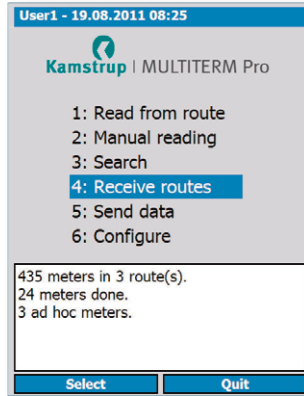 User1 - 19.08.2011 08:25
Kamstrup | MULTITERM Pro
1: Read from route
2: Manual reading
3: Search
4: Receive routes
5: Send data
6: Configure
435 meters in 3 route(s).
24 meters done.
3 ad hoc meters.
Select Quit